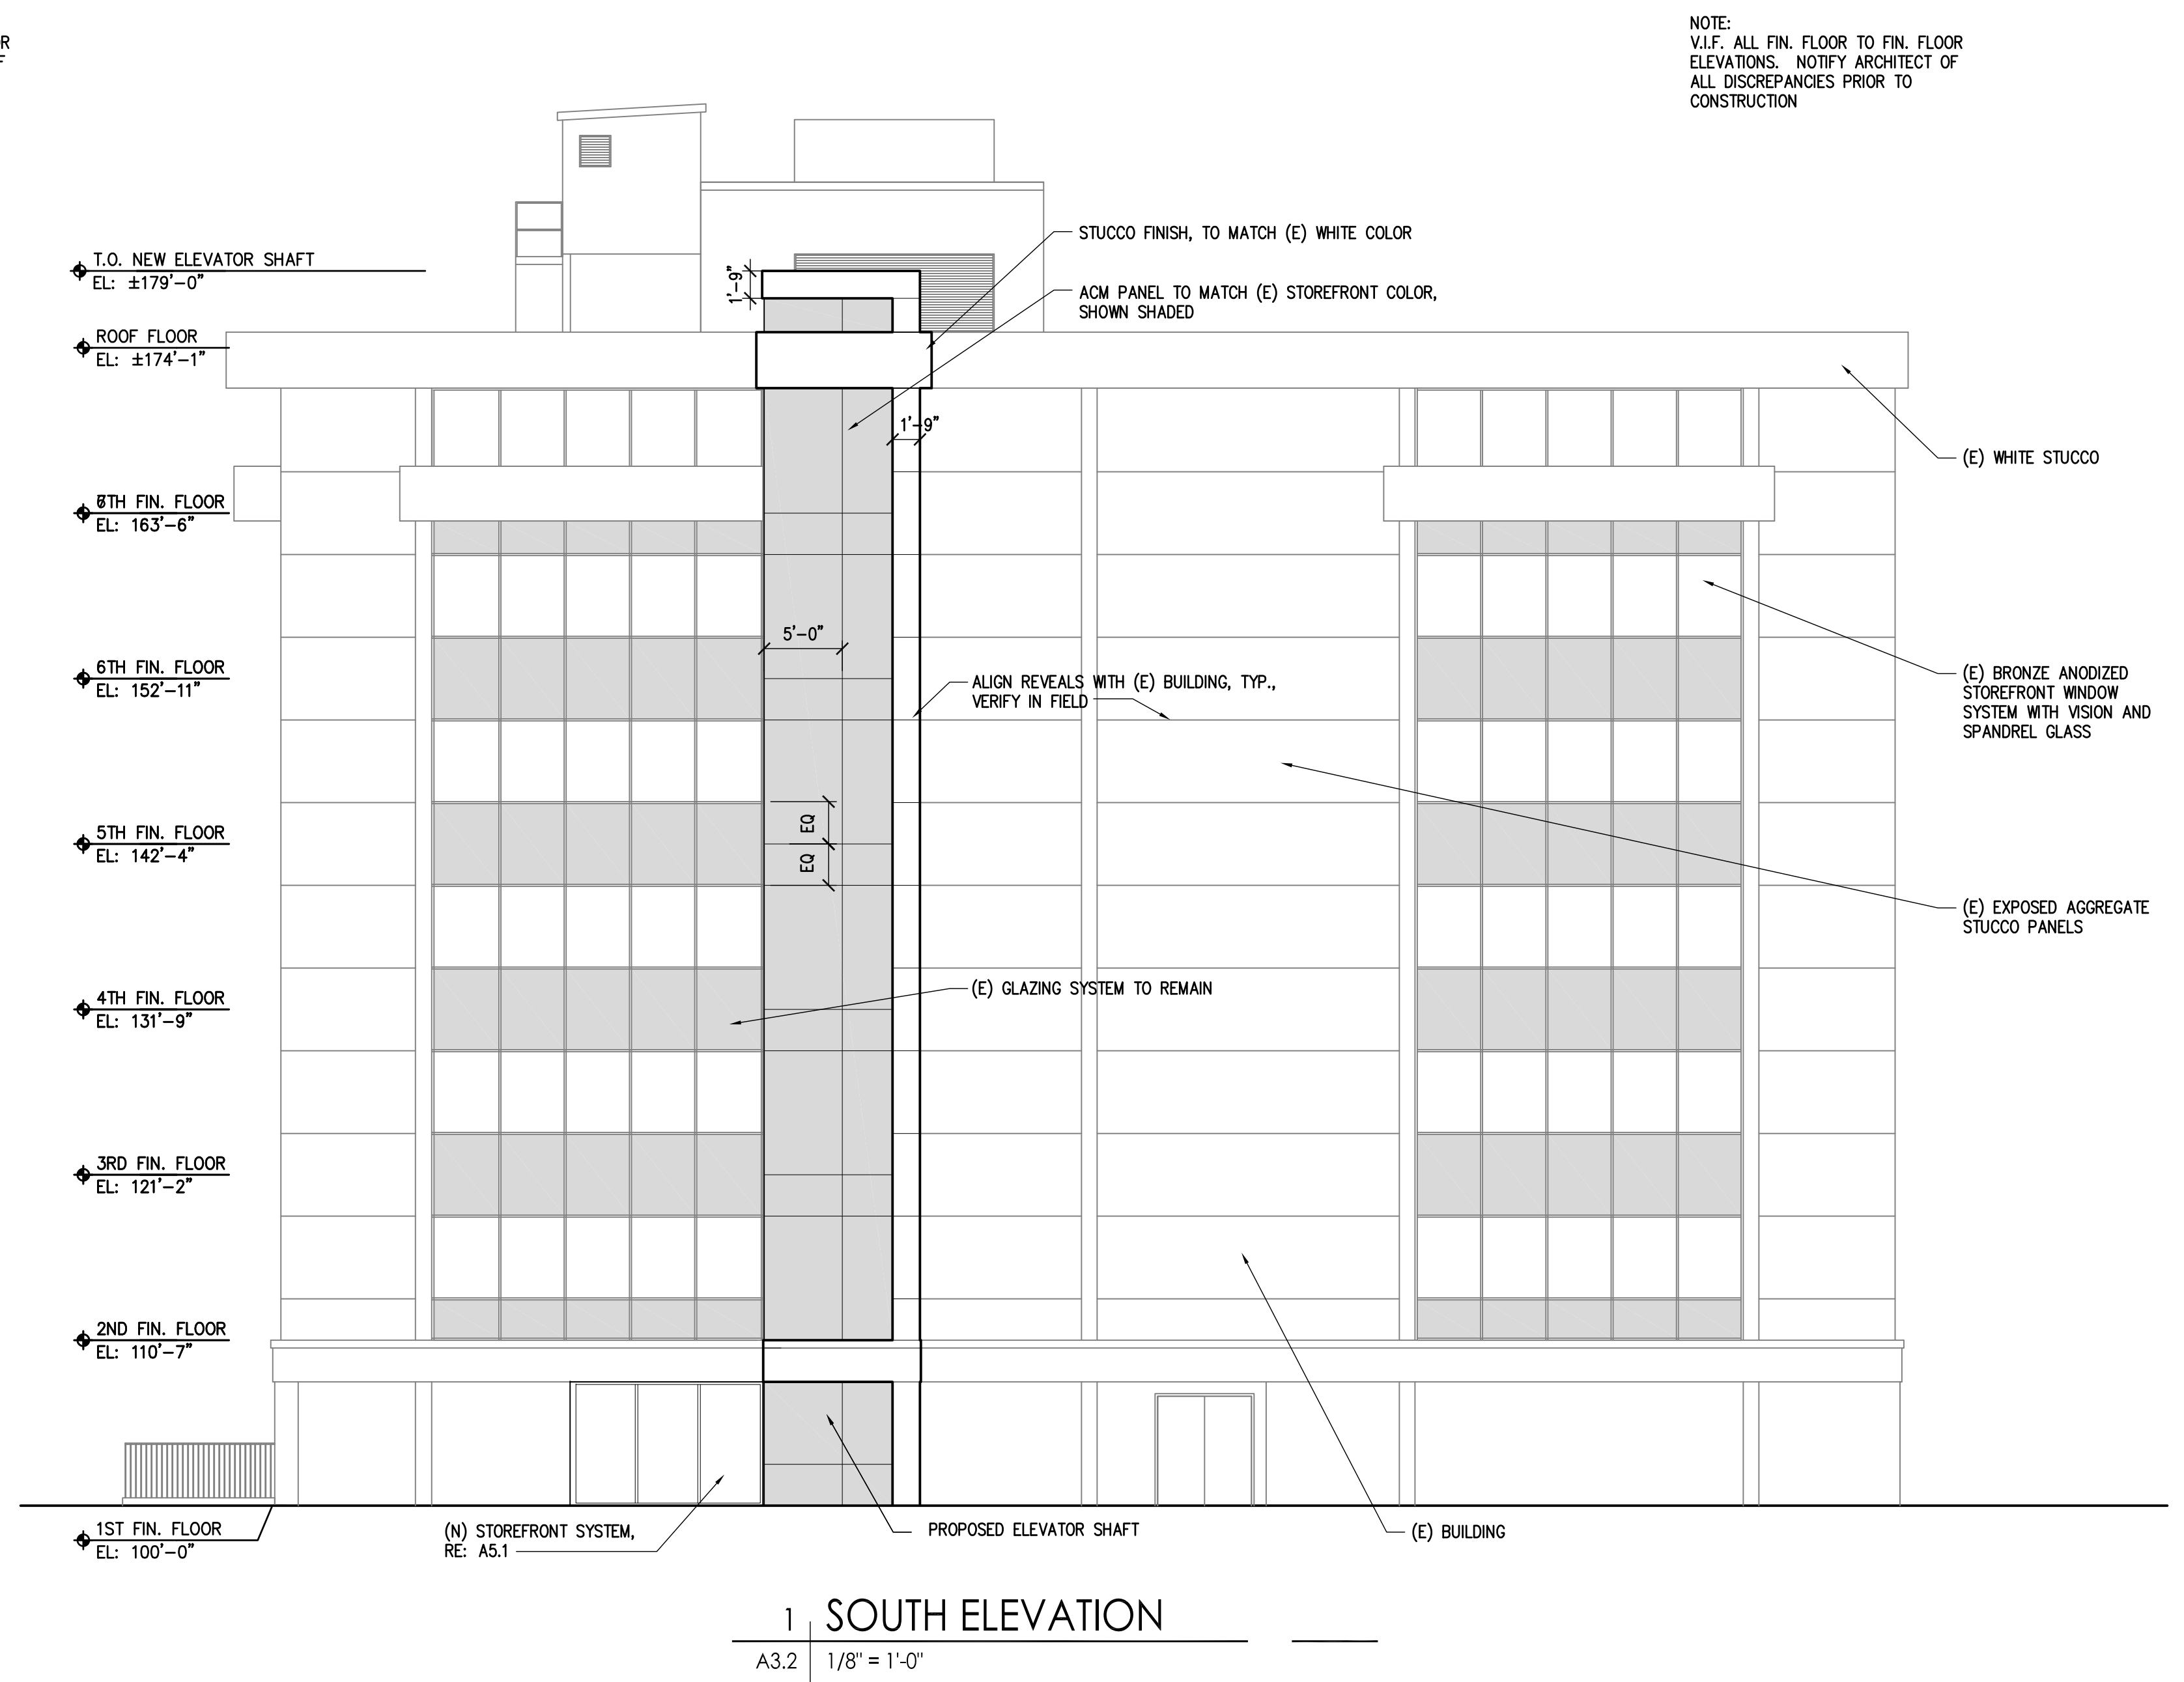 NOTE:
V.I.F. ALL FIN. FLOOR TO FIN. FLOOR
ELEVATIONS. NOTIFY ARCHITECT OF
ALL DISCREPANCIES PRIOR TO
CONSTRUCTION
T.O. NEW ELEVATOR SHAFT
EL: ±179'-0"
ROOF FLOOR
EL: ±174'-1"
FIN. FLOOR
EL: 163'-6"
6TH FIN. FLOOR
EL: 152'-11"
5TH FIN. FLOOR
EL: 142'-4"
4TH FIN. FLOOR
EL: 131'-9"
3RD FIN. FLOOR
EL: 121'-2"
2ND FIN. FLOOR
EL: 110'-7"
1ST FIN. FLOOR
EL: 100'-0"
1'-9"
STUCCO FINISH, TO MATCH (E) WHITE COLOR
ACM PANEL TO MATCH (E) STOREFRONT COLOR,
SHOWN SHADED
1'-9"
5'-0"
ALIGN REVEALS WITH (E) BUILDING, TYP.,
VERIFY IN FIELD
EQ
EQ
(E) GLAZING SYSTEM TO REMAIN
(E) WHITE STUCCO
(E) BRONZE ANODIZED
STOREFRONT WINDOW
SYSTEM WITH VISION AND
SPANDREL GLASS
(E) EXPOSED AGGREGATE
STUCCO PANELS
(N) STOREFRONT SYSTEM,
RE: A5.1
PROPOSED ELEVATOR SHAFT
(E) BUILDING
1 SOUTH ELEVATION
A3.2 1/8" = 1'-0"